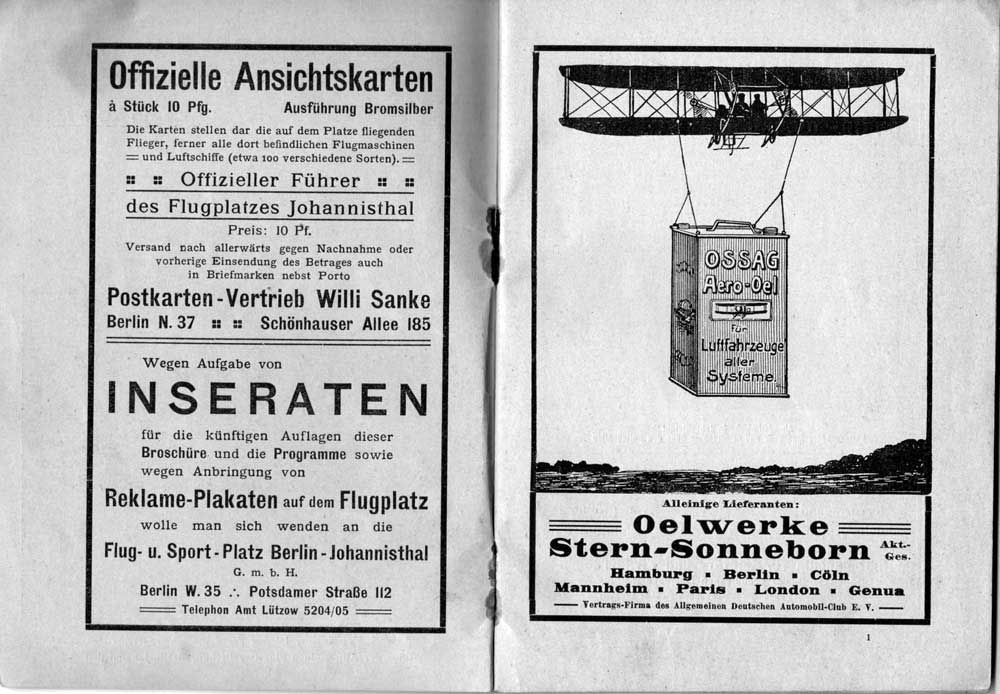 Offizielle Ansichtskarten
à Stück 10 Pfg. Ausführung Bromsilber
Die Karten stellen dar die auf dem Platze fliegenden
Flieger, ferner alle dort befindlichen Flugmaschinen
und Luftschiffe (etwa 100 verschiedene Sorten).
Offizieller Führer
des Flugplatzes Johannisthal
Preis: 10 Pf.
Versand nach allerwärts gegen Nachnahme oder
vorherige Einsendung des Betrages auch
in Briefmarken nebst Porto
Postkarten-Vertrieb Willi Sanke
Berlin N. 37 :: :: Schönhauser Allee 185
Wegen Aufgabe von
INSERATEN
für die künftigen Auflagen dieser
Broschüre und die Programme sowie
wegen Anbringung von
Reklame-Plakaten auf dem Flugplatz
wolle man sich wenden an die
Flug- u. Sport-Platz Berlin-Johannisthal
G. m. b. H.
Berlin W. 35 ∴ Potsdamer Straße 112
Telephon Amt Lützow 5204/05
OSSAG
Aero-Oel
für
Luftfahrzeuge
aller
Systeme.
Alleinige Lieferanten:
Oelwerke
Stern-Sonneborn Akt.-Ges.
Hamburg ▪ Berlin ▪ Cöln
Mannheim ▪ Paris ▪ London ▪ Genua
Vertrags-Firma des Allgemeinen Deutschen Automobil-Club E. V.
1